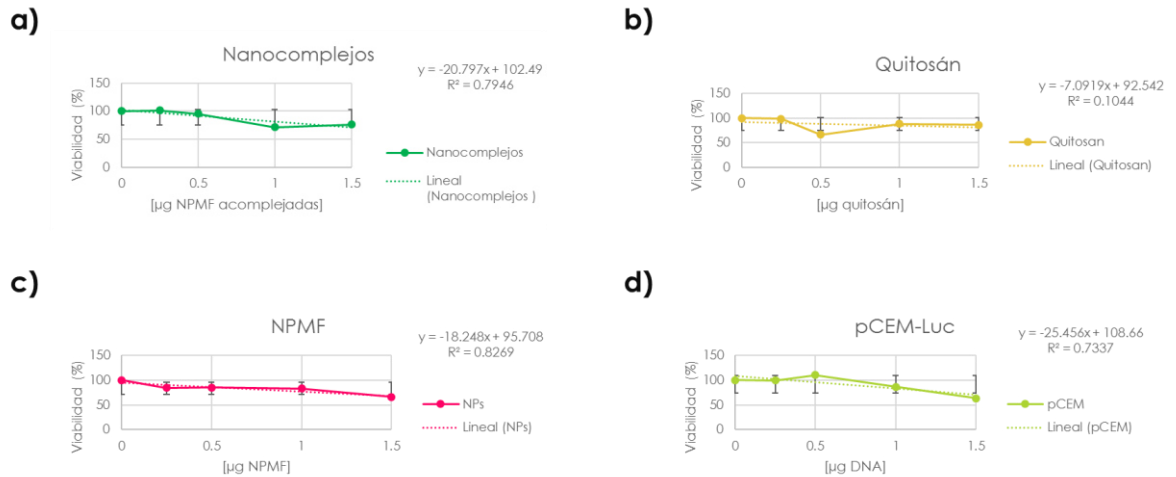 a)
Nanocomplejos
y = -20.797x + 102.49
R² = 0.7946
Viabilidad (%)
150
100
50
0
0 0.5 1 1.5
[µg NPMF acomplejadas]
Nanocomplejos
Lineal
(Nanocomplejos )
b)
Quitosán
y = -7.0919x + 92.542
R² = 0.1044
Viabilidad (%)
150
100
50
0
0 0.5 1 1.5
[µg quitosán]
Quitosan
Lineal (Quitosan)
c)
NPMF
y = -18.248x + 95.708
R² = 0.8269
Viabilidad (%)
150
100
50
0
0 0.5 1 1.5
[µg NPMF]
NPs
Lineal (NPs)
d)
pCEM-Luc
y = -25.456x + 108.66
R² = 0.7337
Viabilidad (%)
150
100
50
0
0 0.5 1 1.5
[µg DNA]
pCEM
Lineal (pCEM)